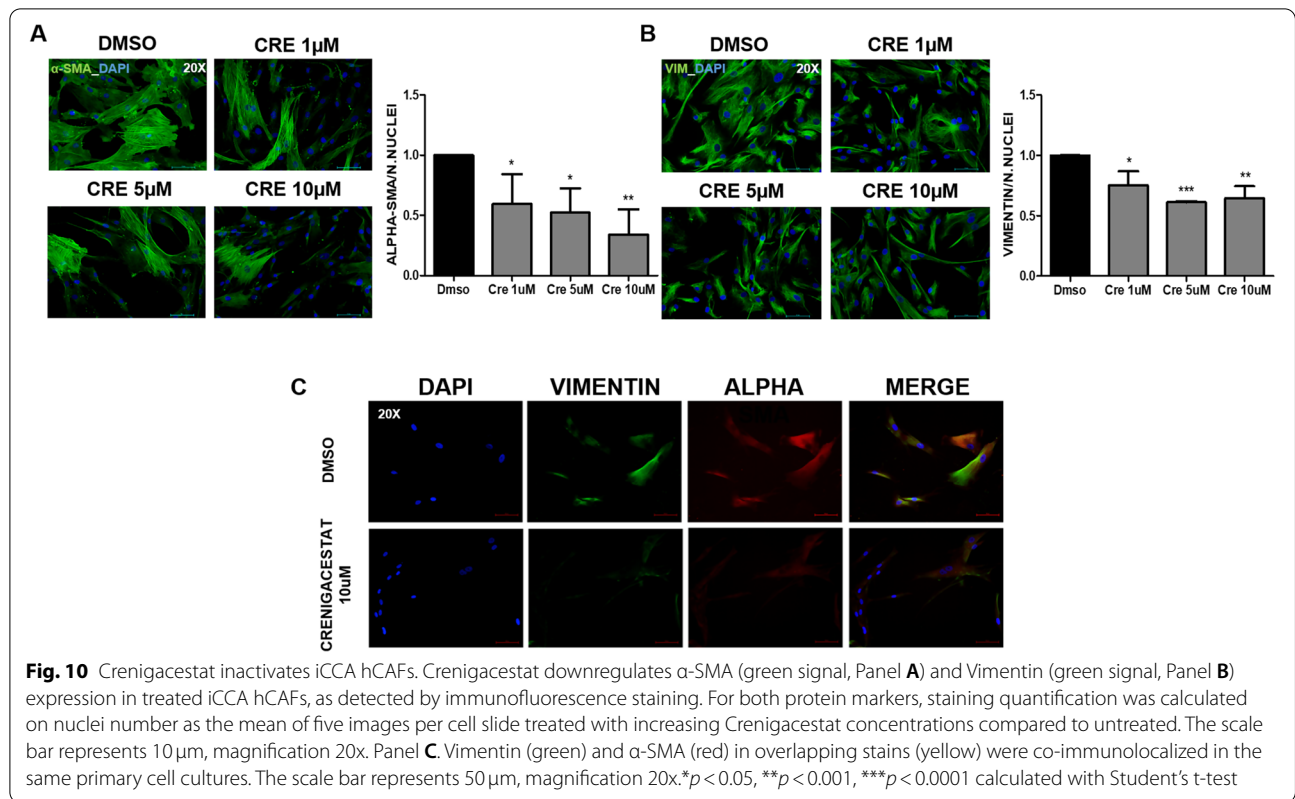 A
DMSO
CRE 1µM
α-SMA_DAPI
20X
CRE 5µM
CRE 10µM
ALPHA-SMA/N.NUCLEI
1.5
1.0
0.5
0.0
*
*
**
Dmso
Cre 1uM
Cre 5uM
Cre 10uM
B
DMSO
CRE 1µM
VIM_DAPI
20X
CRE 5µM
CRE 10µM
VIMENTIN/N.NUCLEI
1.5
1.0
0.5
0.0
*
***
**
Dmso
Cre 1uM
Cre 5uM
Cre 10uM
C
DAPI
VIMENTIN
ALPHA
SMA
MERGE
20X
DMSO
CRENIGACESTAT
10uM
Fig. 10 Crenigacestat inactivates iCCA hCAFs. Crenigacestat downregulates α-SMA (green signal, Panel A) and Vimentin (green signal, Panel B)
expression in treated iCCA hCAFs, as detected by immunofluorescence staining. For both protein markers, staining quantification was calculated
on nuclei number as the mean of five images per cell slide treated with increasing Crenigacestat concentrations compared to untreated. The scale
bar represents 10 µm, magnification 20x. Panel C. Vimentin (green) and α-SMA (red) in overlapping stains (yellow) were co-immunolocalized in the
same primary cell cultures. The scale bar represents 50 µm, magnification 20x.*p < 0.05, **p < 0.001, ***p < 0.0001 calculated with Student's t-test